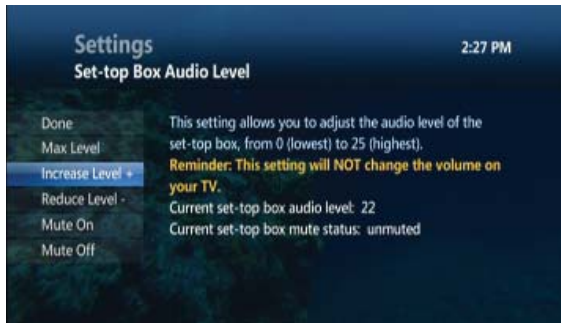 Settings
2:27 PM
Set-top Box Audio Level
Done
Max Level
Increase Level +
Reduce Level -
Mute On
Mute Off
This setting allows you to adjust the audio level of the
set-top box, from 0 (lowest) to 25 (highest).
Reminder: This setting will NOT change the volume on
your TV.
Current set-top box audio level: 22
Current set-top box mute status: unmuted